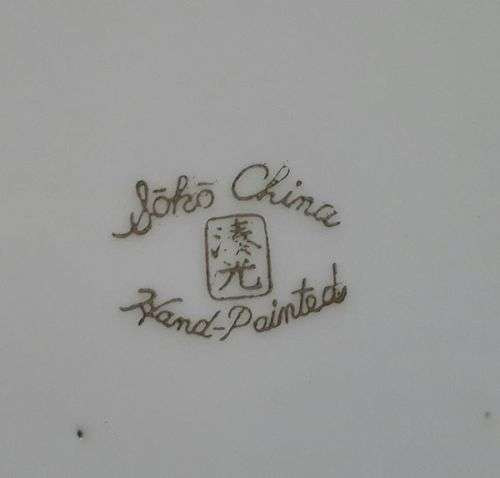 Sōkō China
湊光
Hand-Painted